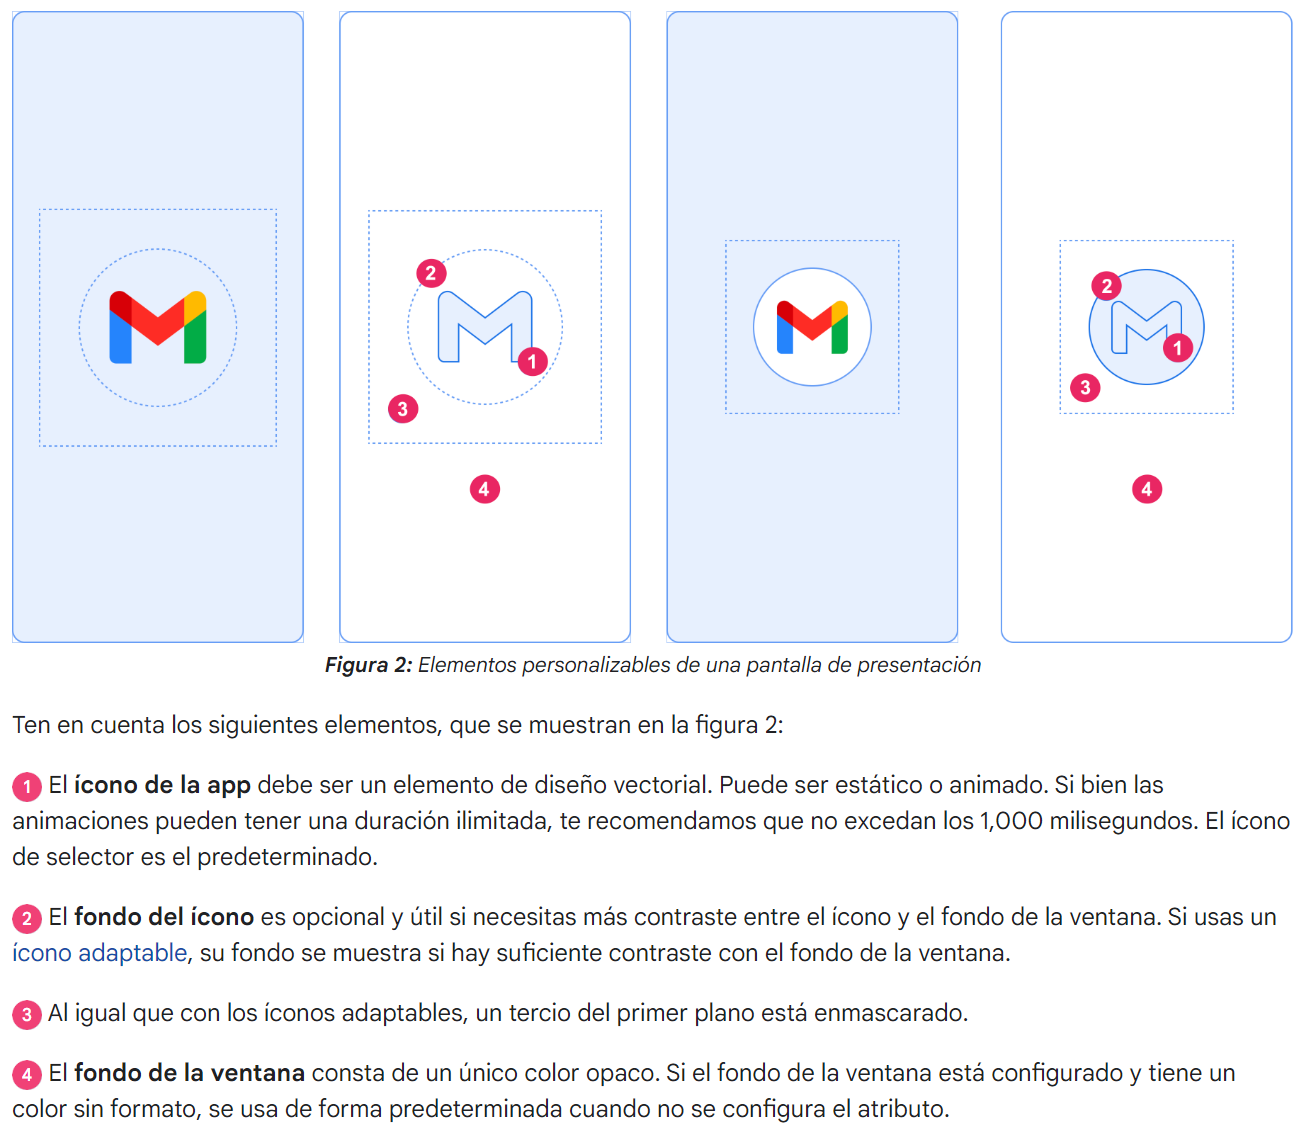 2
1
3
4
2
1
3
4
Figura 2: Elementos personalizables de una pantalla de presentación
Ten en cuenta los siguientes elementos, que se muestran en la figura 2:
1 El ícono de la app debe ser un elemento de diseño vectorial. Puede ser estático o animado. Si bien las
animaciones pueden tener una duración ilimitada, te recomendamos que no excedan los 1,000 milisegundos. El ícono
de selector es el predeterminado.
2 El fondo del ícono es opcional y útil si necesitas más contraste entre el ícono y el fondo de la ventana. Si usas un
ícono adaptable, su fondo se muestra si hay suficiente contraste con el fondo de la ventana.
3 Al igual que con los íconos adaptables, un tercio del primer plano está enmascarado.
4 El fondo de la ventana consta de un único color opaco. Si el fondo de la ventana está configurado y tiene un
color sin formato, se usa de forma predeterminada cuando no se configura el atributo.